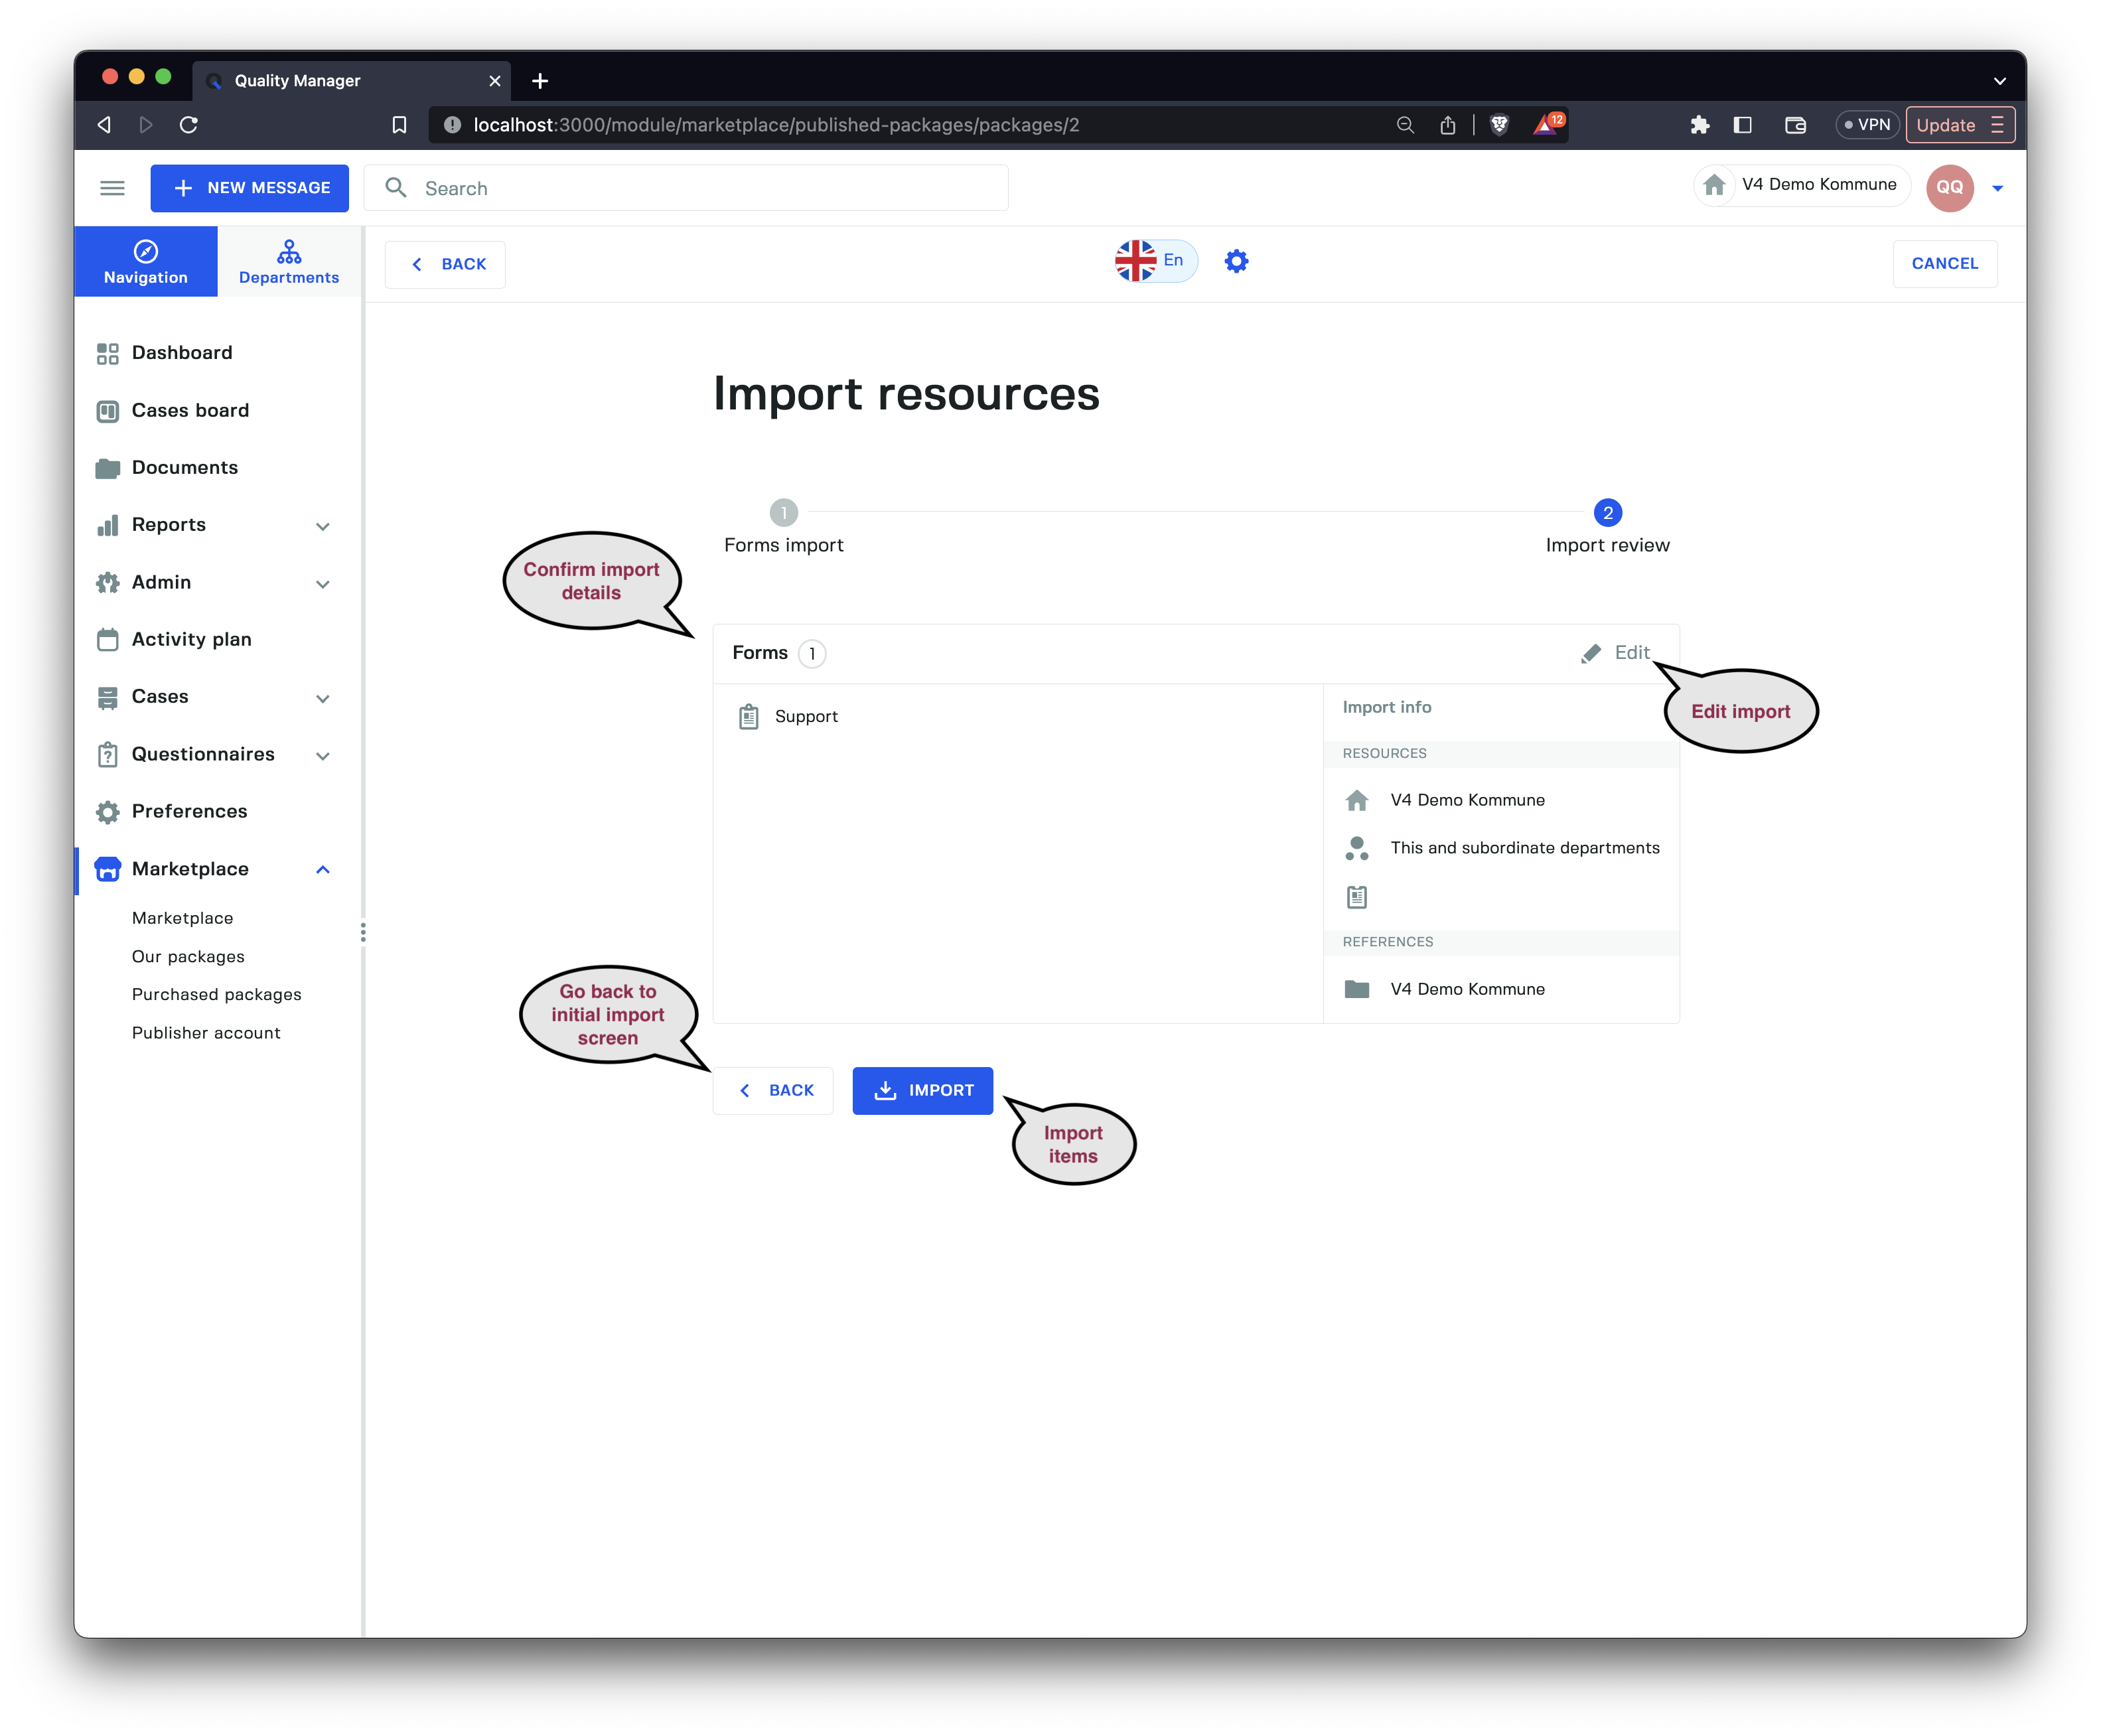 Quality Manager
localhost:3000/module/marketplace/published-packages/packages/2
12
VPN
Update
NEW MESSAGE
Search
V4 Demo Kommune
QQ
Navigation
Departments
BACK
En
CANCEL
Dashboard
Cases board
Documents
Reports
Admin
Activity plan
Cases
Questionnaires
Preferences
Marketplace
Marketplace
Our packages
Purchased packages
Publisher account
Import resources
1
2
Forms import
Import review
Confirm import
details
Forms 1
Edit
Edit import
Support
Import info
RESOURCES
V4 Demo Kommune
This and subordinate departments
REFERENCES
V4 Demo Kommune
Go back to
initial import
screen
BACK
IMPORT
Import
items